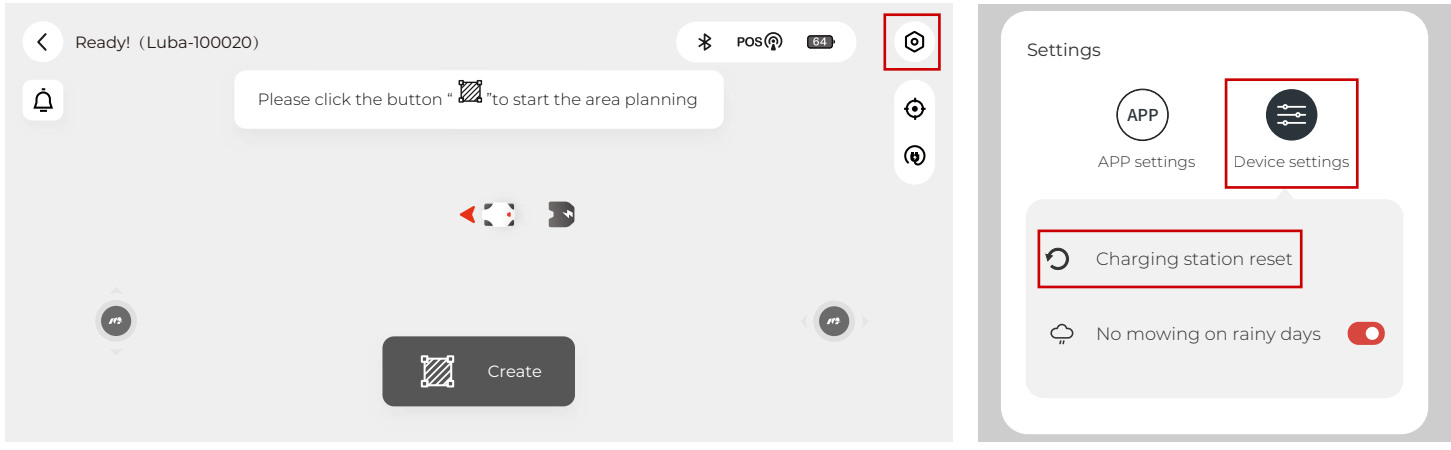 Ready! (Luba-100020)
POS
64
Please click the button “ ”to start the area planning
Create
Settings
APP
APP settings
Device settings
Charging station reset
No mowing on rainy days